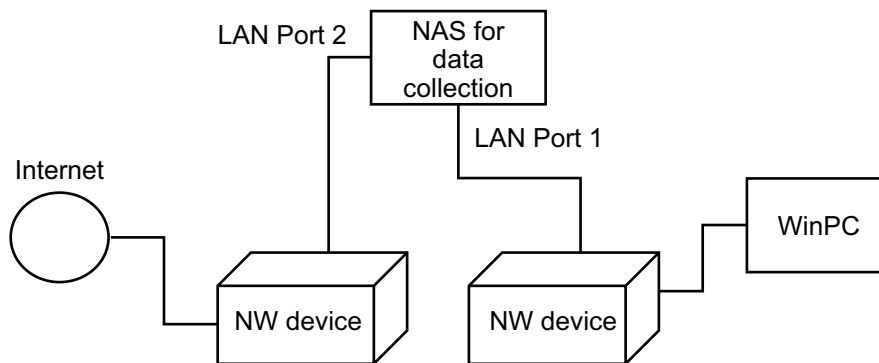 LAN Port 2
NAS for
data
collection
LAN Port 1
Internet
WinPC
NW device
NW device